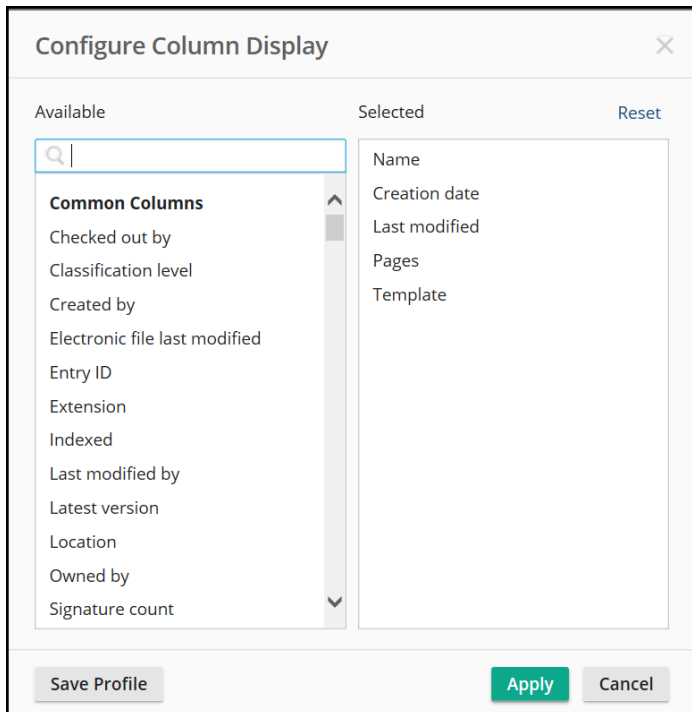 Configure Column Display
Available
Selected
Reset
Common Columns
Checked out by
Classification level
Created by
Electronic file last modified
Entry ID
Extension
Indexed
Last modified by
Latest version
Location
Owned by
Signature count
Name
Creation date
Last modified
Pages
Template
Save Profile
Apply
Cancel